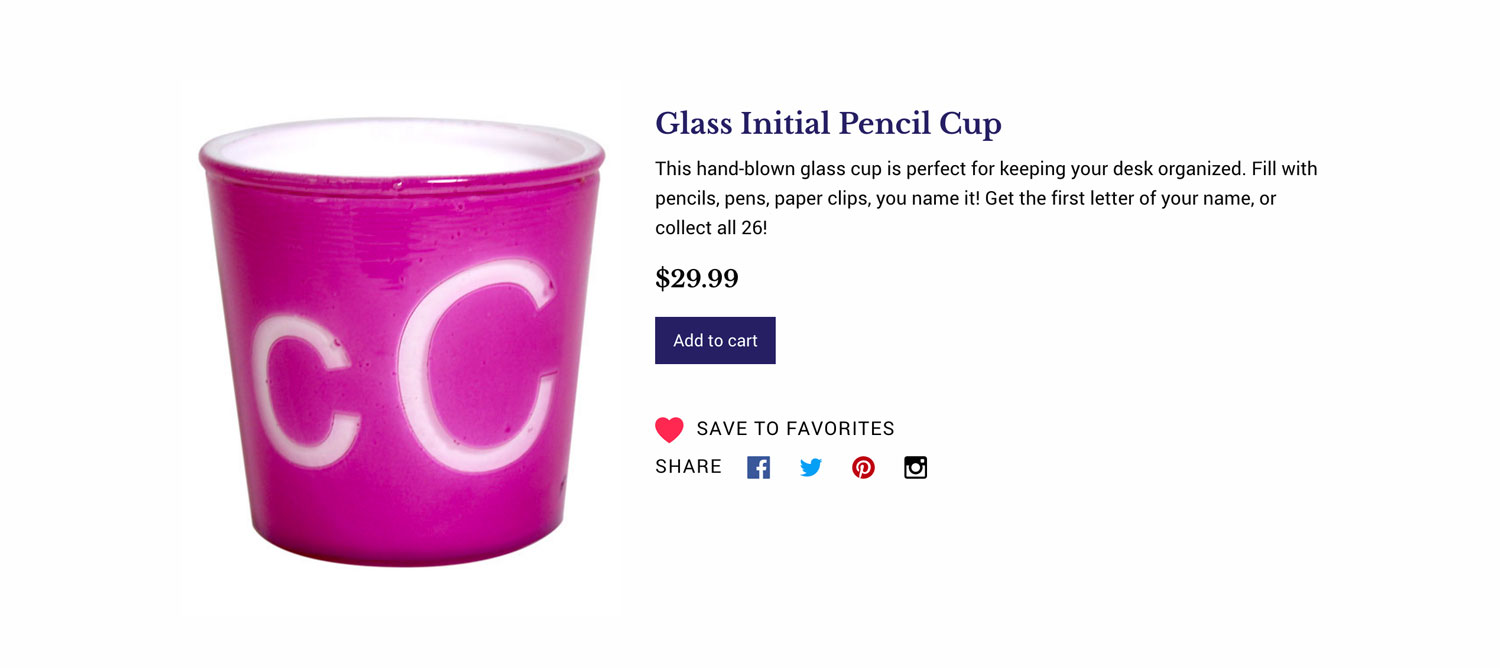 c C
Glass Initial Pencil Cup
This hand-blown glass cup is perfect for keeping your desk organized. Fill with
pencils, pens, paper clips, you name it! Get the first letter of your name, or
collect all 26!
$29.99
Add to cart
SAVE TO FAVORITES
SHARE